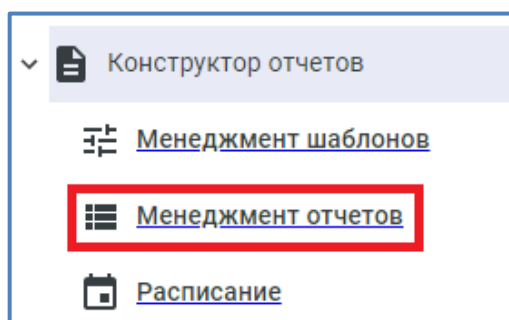 Конструктор отчетов
Менеджмент шаблонов
Менеджмент отчетов
Расписание